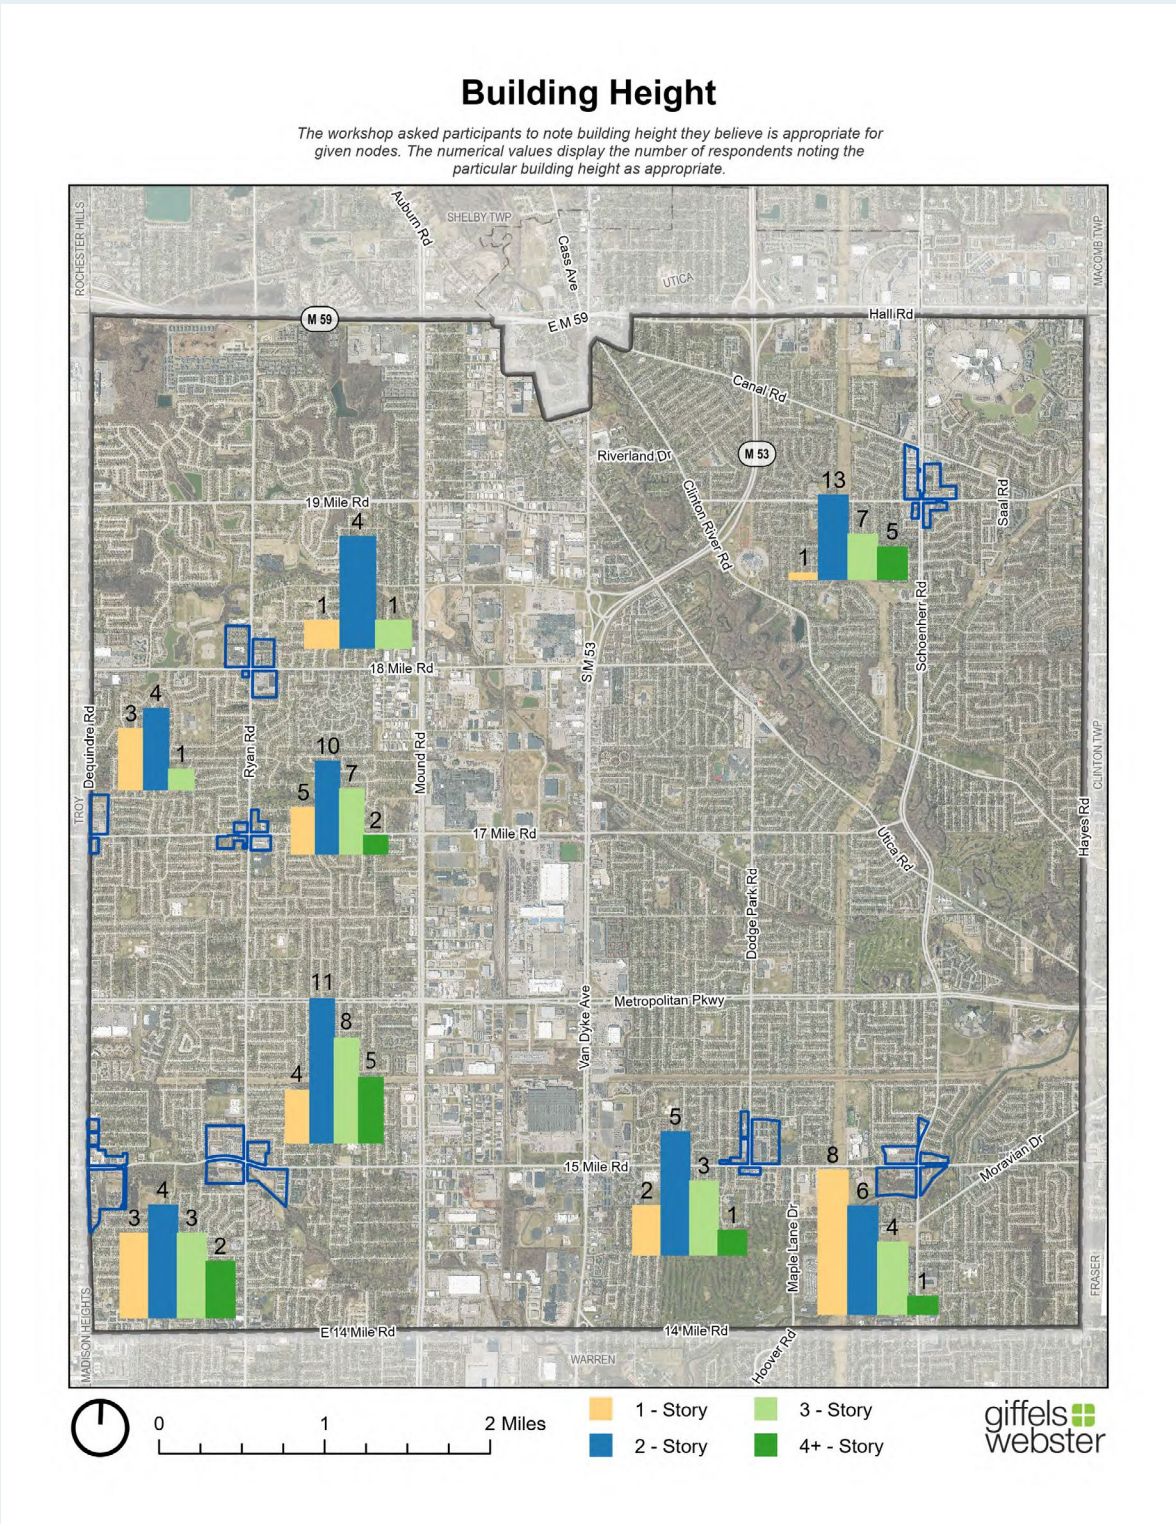 Building Height
The workshop asked participants to note building height they believe is appropriate for
given nodes. The numerical values display the number of respondents noting the
particular building height as appropriate.
ROCHESTER HILLS
Auburn Rd
SHELBY TWP
Cass Ave
UTICA
MACOMB TWP
M 59
E M 59
Hall Rd
Canal Rd
Riverland Dr
M 53
Clinton River Rd
Saal Rd
19 Mile Rd
13
7
5
1
4
1
1
Schoenherr Rd
S M 53
18 Mile Rd
Dequindre Rd
3
4
1
Ryan Rd
10
7
5
2
Mound Rd
CLINTON TWP
TROY
Hayes Rd
17 Mile Rd
Utica Rd
Dodge Park Rd
Metropolitan Pkwy
Van Dyke Ave
11
8
5
4
15 Mile Rd
5
3
2
1
8
6
4
1
Moravian Dr
Maple Lane Dr
4
3
3
2
FRASER
MADISON HEIGHTS
E 14 Mile Rd
14 Mile Rd
Hoover Rd
WARREN
0 1 2 Miles
1 - Story
2 - Story
3 - Story
4+ - Story
giffels
webster